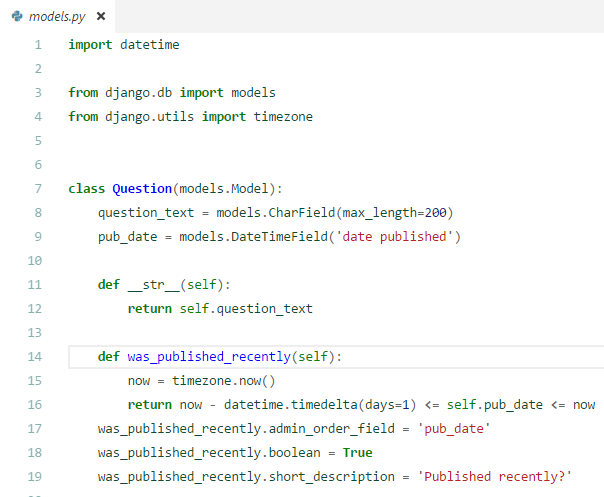 models.py ×
1 import datetime
2
3 from django.db import models
4 from django.utils import timezone
5
6
7 class Question(models.Model):
8     question_text = models.CharField(max_length=200)
9     pub_date = models.DateTimeField('date published')
10
11     def __str__(self):
12         return self.question_text
13
14     def was_published_recently(self):
15         now = timezone.now()
16         return now - datetime.timedelta(days=1) <= self.pub_date <= now
17     was_published_recently.admin_order_field = 'pub_date'
18     was_published_recently.boolean = True
19     was_published_recently.short_description = 'Published recently?'